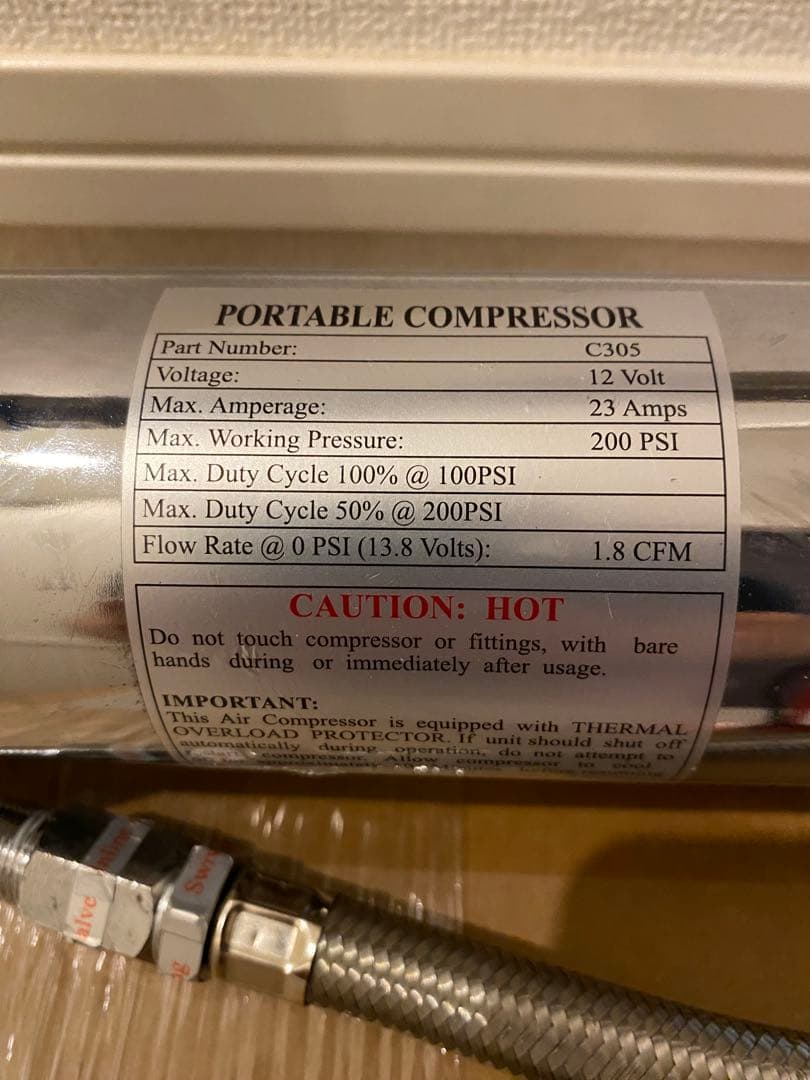 PORTABLE COMPRESSOR
Part Number: C305
Voltage: 12 Volt
Max. Amperage: 23 Amps
Max. Working Pressure: 200 PSI
Max. Duty Cycle 100% @ 100PSI
Max. Duty Cycle 50% @ 200PSI
Flow Rate @ 0 PSI (13.8 Volts): 1.8 CFM
CAUTION: HOT
Do not touch compressor or fittings, with bare
hands during or immediately after usage.
IMPORTANT:
This Air Compressor is equipped with THERMAL
OVERLOAD PROTECTOR. If unit should shut off
automatically during operation, do not attempt to
compressor. Allow compressor to cool
alve